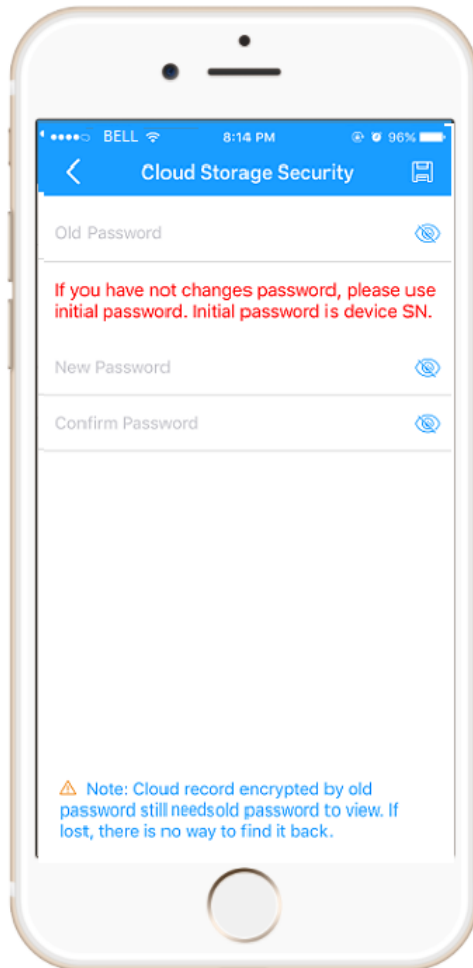 BELL 8:14 PM 96%
Cloud Storage Security
Old Password
If you have not changes password, please use
initial password. Initial password is device SN.
New Password
Confirm Password
Note: Cloud record encrypted by old
password still needsold password to view. If
lost, there is no way to find it back.